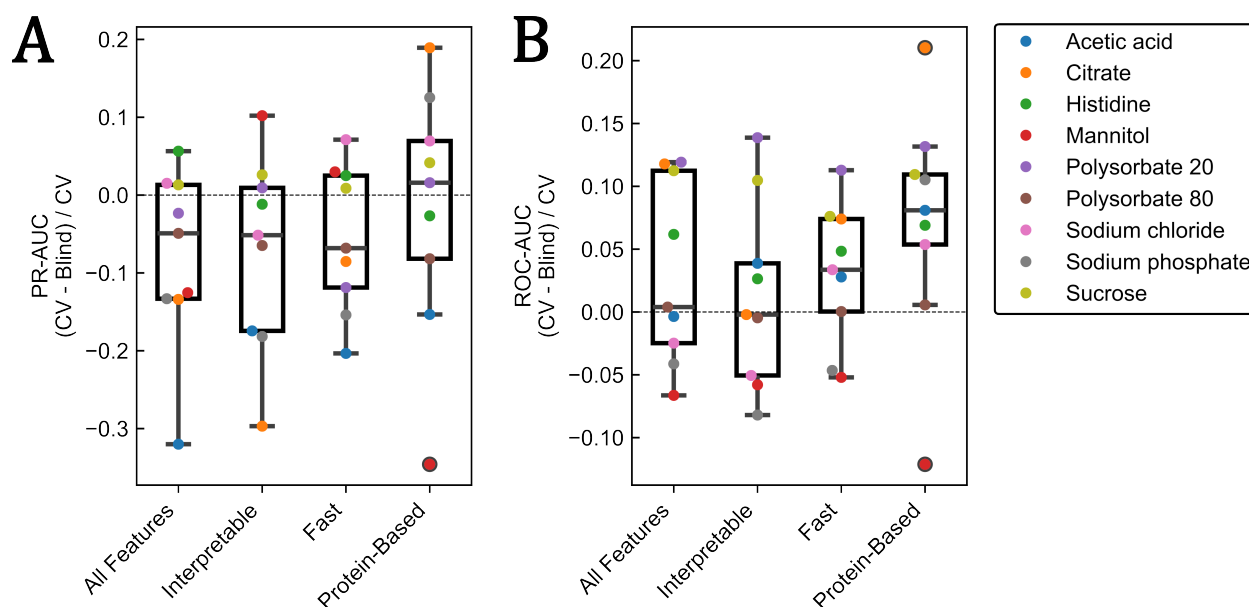 A
PR-AUC
(CV - Blind) / CV
0.2
0.1
0.0
−0.1
−0.2
−0.3
All Features
Interpretable
Fast
Protein-Based
B
ROC-AUC
(CV - Blind) / CV
0.20
0.15
0.10
0.05
0.00
−0.05
−0.10
All Features
Interpretable
Fast
Protein-Based
Acetic acid
Citrate
Histidine
Mannitol
Polysorbate 20
Polysorbate 80
Sodium chloride
Sodium phosphate
Sucrose